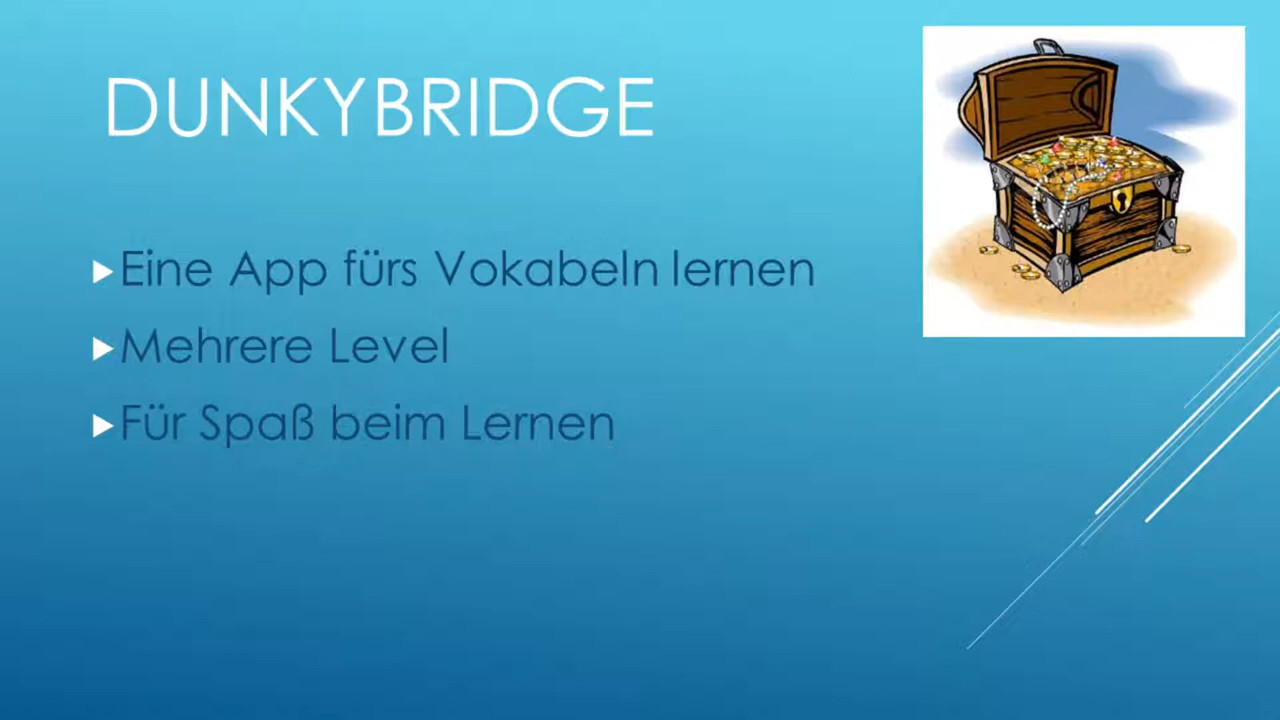 DUNKYBRIDGE
Eine App fürs Vokabeln lernen
Mehrere Level
Für Spaß beim Lernen